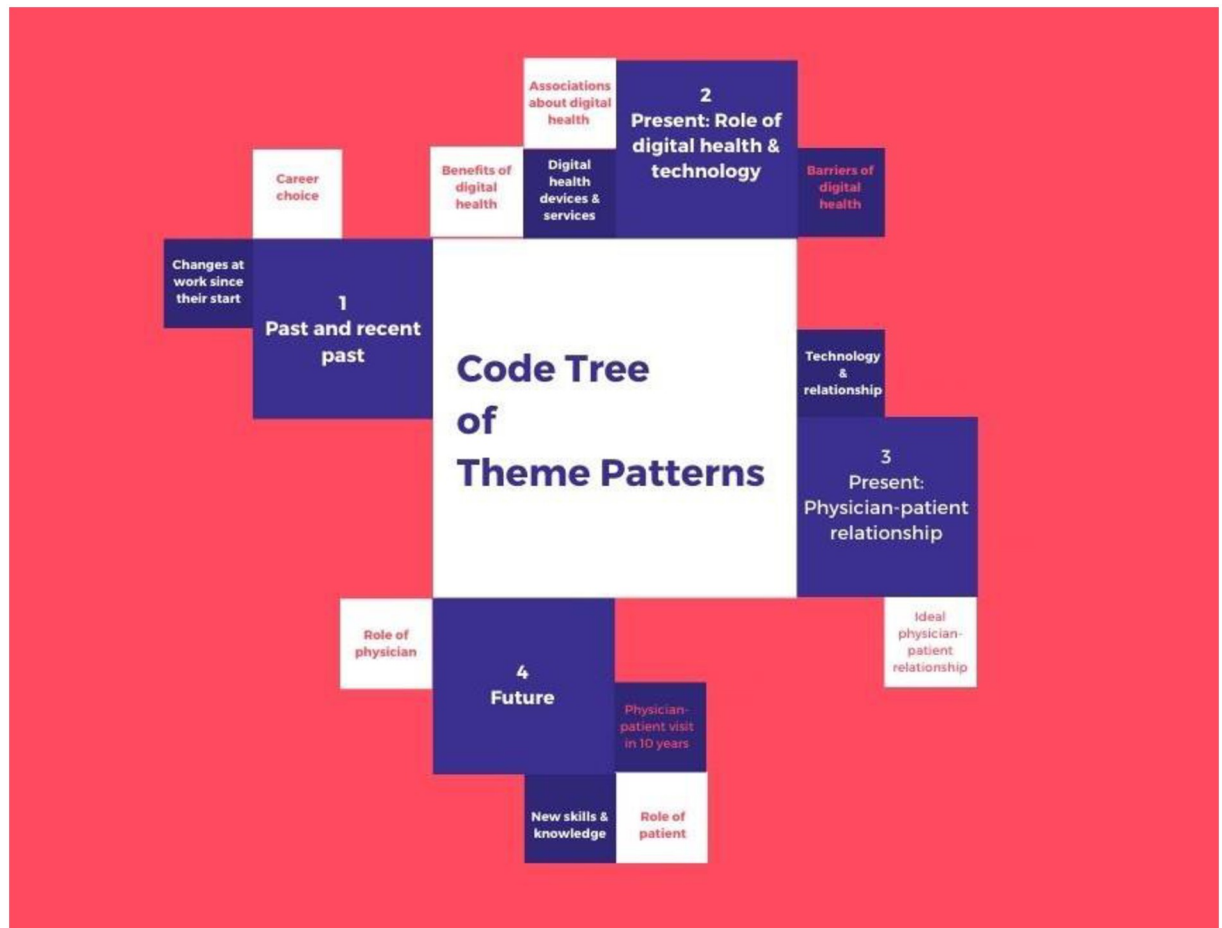 Associations
about digital
health
2
Present: Role of
digital health &
technology
Career
choice
Benefits of
digital
health
Digital
health
devices &
services
Barriers of
digital
health
Changes at
work since
their start
1
Past and recent
past
Code Tree
of
Theme Patterns
Technology
&
relationship
3
Present:
Physician-patient
relationship
Role of
physician
4
Future
Ideal
physician-
patient
relationship
Physician-
patient visit
in 10 years
New skills &
knowledge
Role of
patient